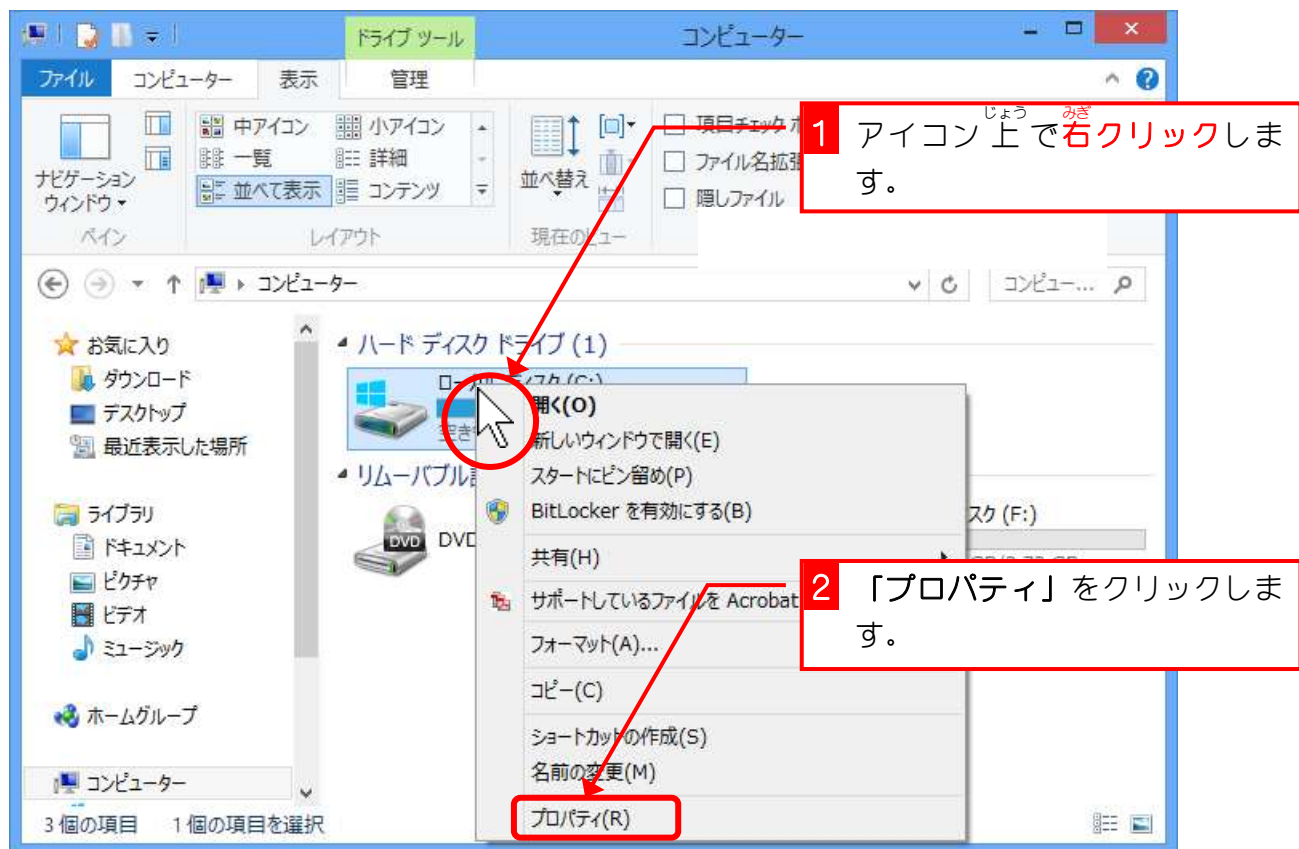 ドライブ ツール
コンピューター
ファイル コンピューター 表示 管理
ナビゲーション
ウィンドウ
中アイコン 小アイコン
一覧 詳細
並べて表示 コンテンツ
並べ替え
項目チェック
ファイル名拡張
隠しファイル
ペイン レイアウト 現在のビュー
1 アイコン上で右クリックしま
じょう みぎ
す。
コンピューター
コンピュー...
お気に入り
ダウンロード
デスクトップ
最近表示した場所
ライブラリ
ドキュメント
ピクチャ
ビデオ
ミュージック
ホームグループ
コンピューター
ハード ディスク ドライブ (1)
ディスク (C:)
空き
リムーバブル
DVD
DVD
スク (F:)
開く(O)
新しいウィンドウで開く(E)
スタートにピン留め(P)
BitLocker を有効にする(B)
共有(H)
サポートしているファイルを Acrobat
フォーマット(A)...
コピー(C)
ショートカットの作成(S)
名前の変更(M)
プロパティ(R)
2 「プロパティ」をクリックしま
す。
3 個の項目 1 個の項目を選択